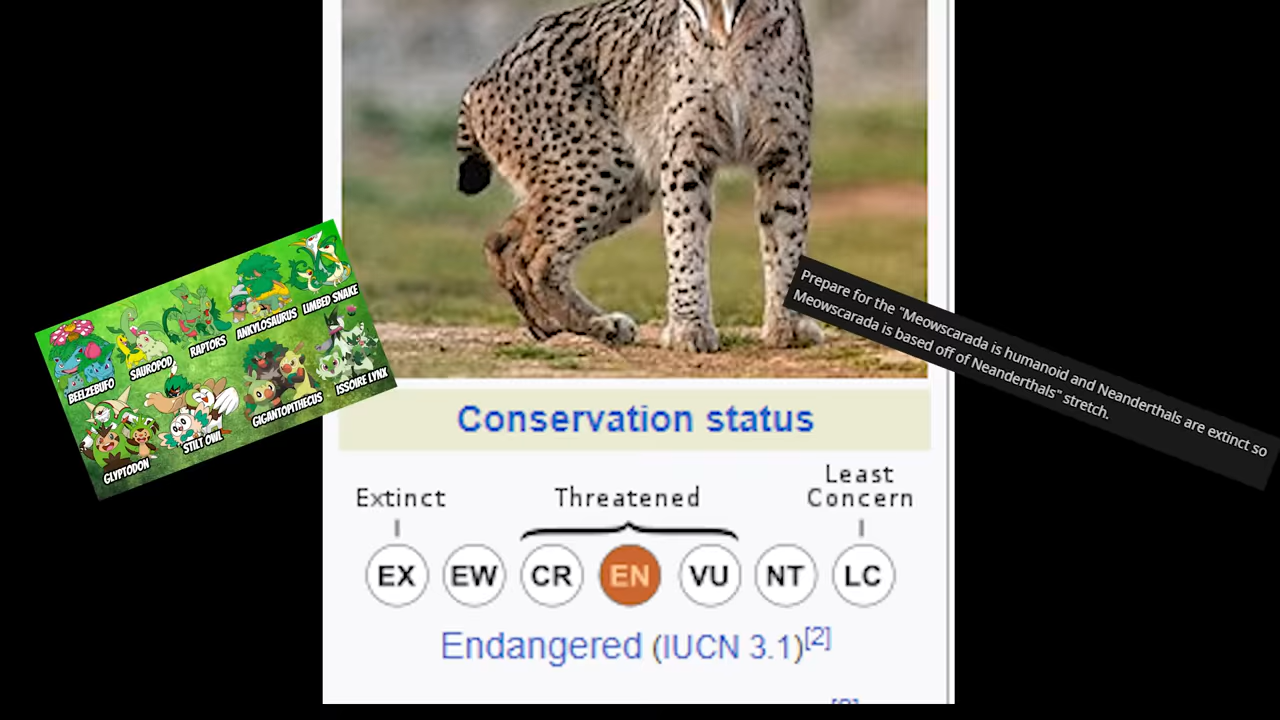 BEELZEBUFO
SAUROPOD
RAPTORS
ANKYLOSAURUS
LIMBED SNAKE
GLYPTODON
STILT OWL
GIGANTOPITHECUS
ISSOIRE LYNX
Prepare for the "Meowscarada is humanoid and Neanderthals are extinct so
Meowscarada is based off of Neanderthals" stretch.
Conservation status
Extinct Threatened Least
Concern
EX EW CR EN VU NT LC
Endangered (IUCN 3.1)[2]